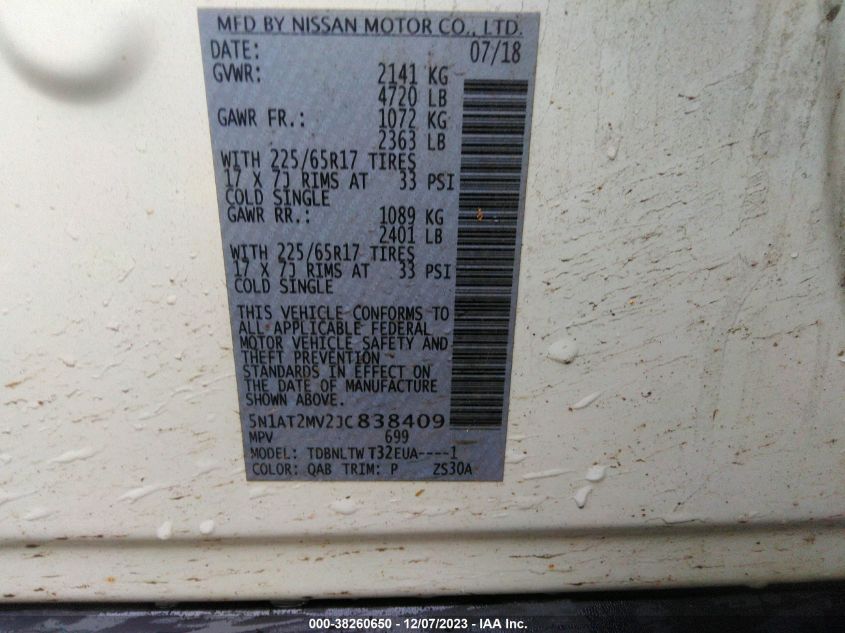 MFD BY NISSAN MOTOR CO., LTD.
DATE: 07/18
GVWR: 2141 KG
4720 LB
GAWR FR.: 1072 KG
2363 LB
WITH 225/65R17 TIRES
17 X 7J RIMS AT 33 PSI
COLD SINGLE
GAWR RR.: 1089 KG
2401 LB
WITH 225/65R17 TIRES
17 X 7J RIMS AT 33 PSI
COLD SINGLE
THIS VEHICLE CONFORMS TO
ALL APPLICABLE FEDERAL
MOTOR VEHICLE SAFETY AND
THEFT PREVENTION
STANDARDS IN EFFECT ON
THE DATE OF MANUFACTURE
SHOWN ABOVE.
5N1AT2MV2JC838409
MPV 699
MODEL: TDBNLTW T32EUA----1
COLOR: QAB TRIM: P ZS30A
000-38260650 - 12/07/2023 - IAA Inc.